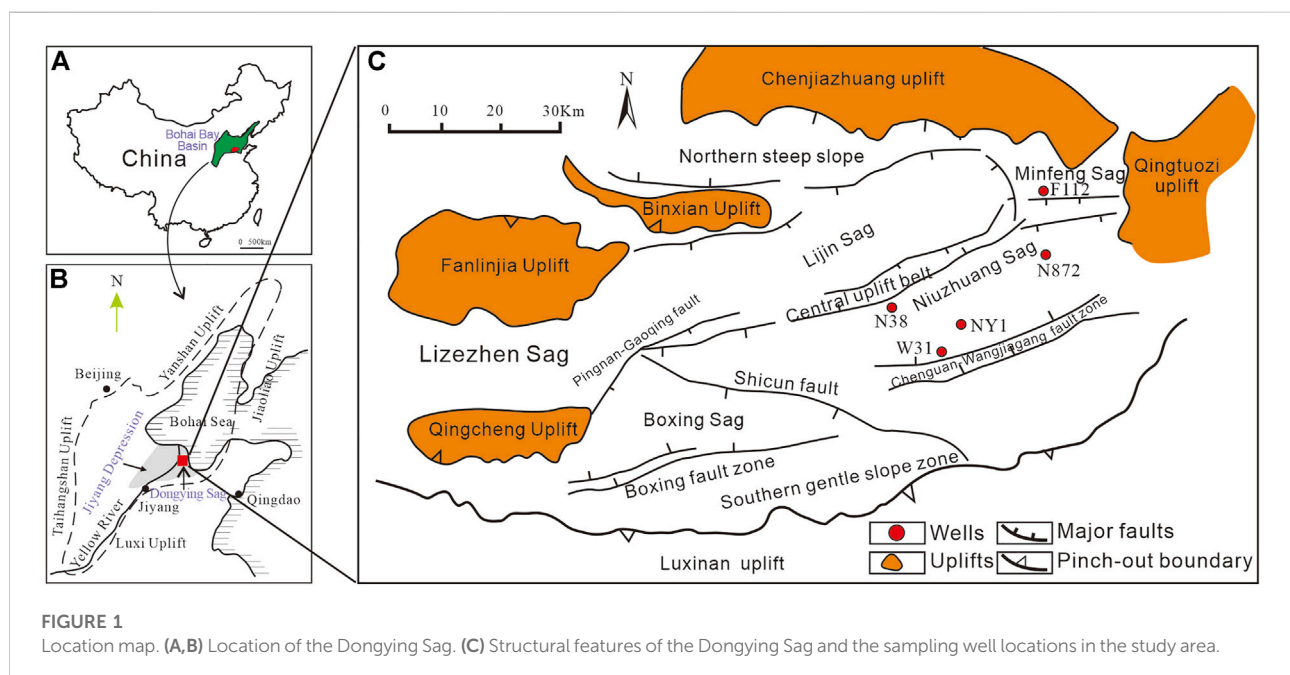 A
Bohai Bay
Basin
China
0 500km
B
N
Yanshan Uplift
Beijing
Jiaoliao Uplift
Bohai Sea
Taihangshan Uplift
Jiyang Depression
Dongying Sag
Jiyang
Qingdao
Yellow River
Luxi Uplift
C
N
0 10 20 30Km
Chenjiazhuang uplift
Northern steep slope
Minfeng Sag
F112
Qingtuozi
uplift
Binxian Uplift
Lijin Sag
Fanlinjia Uplift
Central uplift belt
Niuzhuang Sag
N872
N38
NY1
W31
Chenguan-Wangjiagang fault zone
Pingnan-Gaoqing fault
Lizezhen Sag
Shicun fault
Qingcheng Uplift
Boxing Sag
Boxing fault zone
Southern gentle slope zone
Luxinan uplift
Wells
Major faults
Uplifts
Pinch-out boundary
FIGURE 1
Location map. (A,B) Location of the Dongying Sag. (C) Structural features of the Dongying Sag and the sampling well locations in the study area.